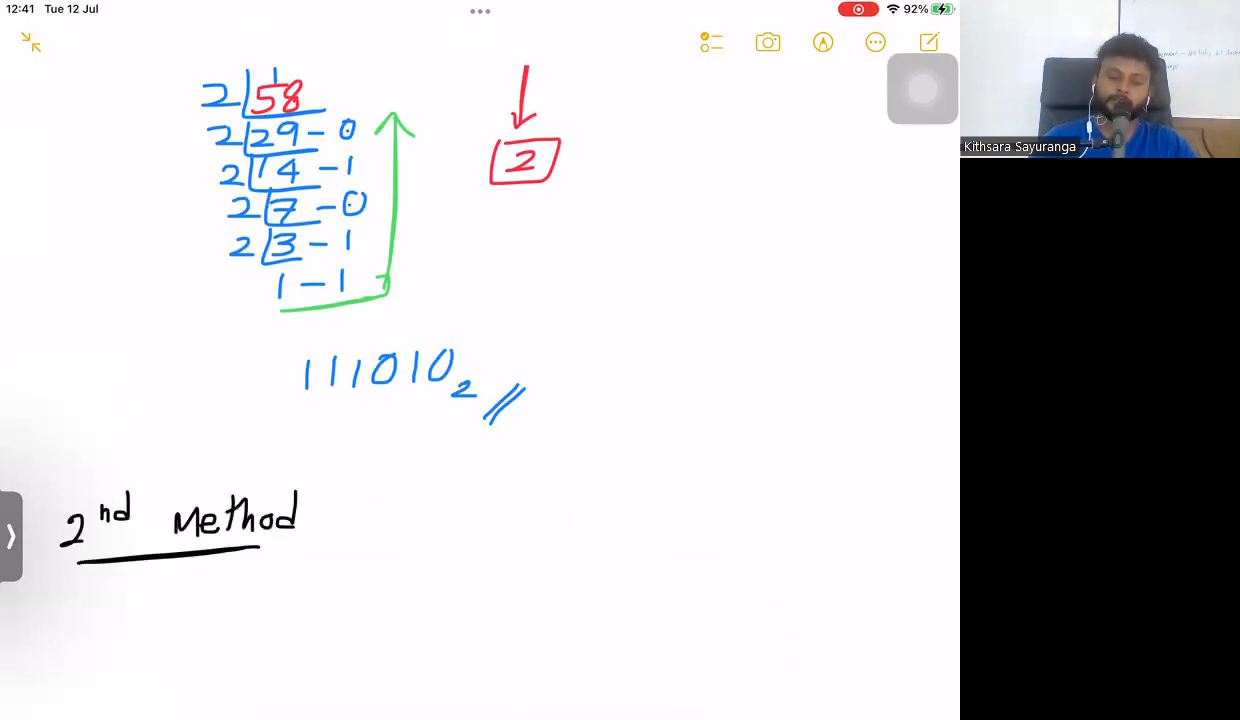 12:41 Tue 12 Jul
92%
1
2 58
2 29 - 0
2 14 - 1
2 7 - 0
2 3 - 1
1 - 1
2
111010₂
2nd Method
Kithsara Sayuranga